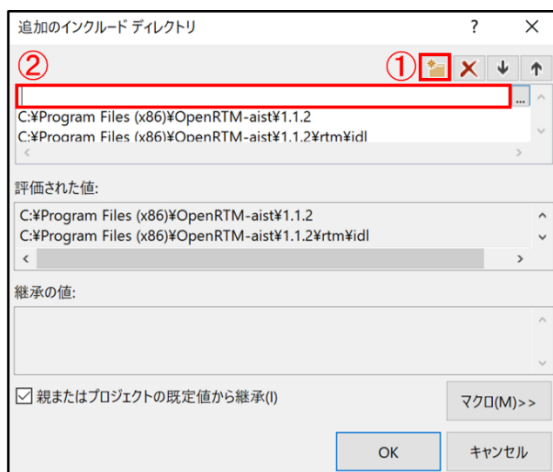 追加のインクルード ディレクトリ ? ×
② ①
...
C:¥Program Files (x86)¥OpenRTM-aist¥1.1.2
C:¥Program Files (x86)¥OpenRTM-aist¥1.1.2¥rtm¥idl
評価された値:
C:¥Program Files (x86)¥OpenRTM-aist¥1.1.2
C:¥Program Files (x86)¥OpenRTM-aist¥1.1.2¥rtm¥idl
継承の値:
親またはプロジェクトの既定値から継承(I)
マクロ(M)>>
OK キャンセル